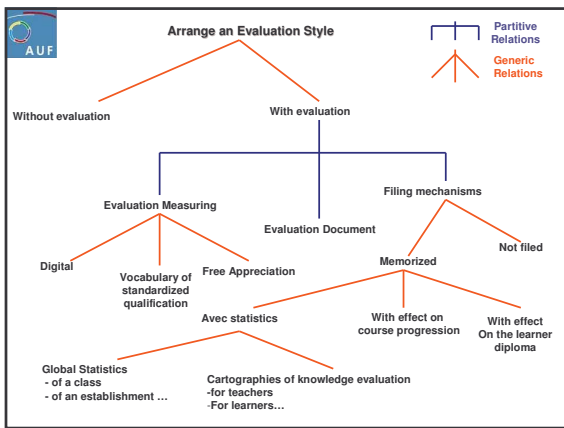 AUF
Arrange an Evaluation Style
Partitive
Relations
Generic
Relations
Without evaluation
With evaluation
Evaluation Measuring
Evaluation Document
Filing mechanisms
Digital
Vocabulary of
standardized
qualification
Free Appreciation
Memorized
Not filed
Avec statistics
With effect on
course progression
With effect
On the learner
diploma
Global Statistics
- of a class
- of an establishment …
Cartographies of knowledge evaluation
-for teachers
-For learners…